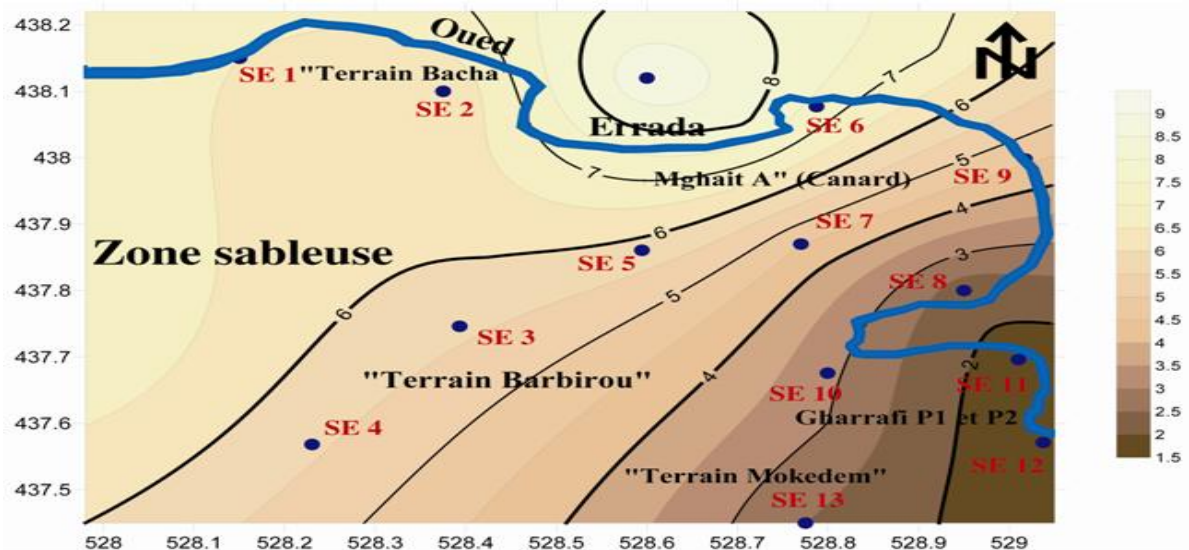 438.2
Oued
N
SE 1 "Terrain Bacha
438.1
SE 2
8
7
6
9
8.5
8
7.5
7
6.5
6
5.5
5
4.5
4
3.5
3
2.5
2
1.5
Errada
SE 6
438
7
Mghait A" (Canard)
5
SE 9
4
437.9
Zone sableuse
6
SE 7
SE 5
3
SE 8
437.8
5
6
SE 3
437.7
"Terrain Barbirou"
4
2
SE 10
SE 11
437.6
SE 4
Gharrafi P1 et P2
SE 12
437.5
"Terrain Mokedem"
SE 13
528 528.1 528.2 528.3 528.4 528.5 528.6 528.7 528.8 528.9 529